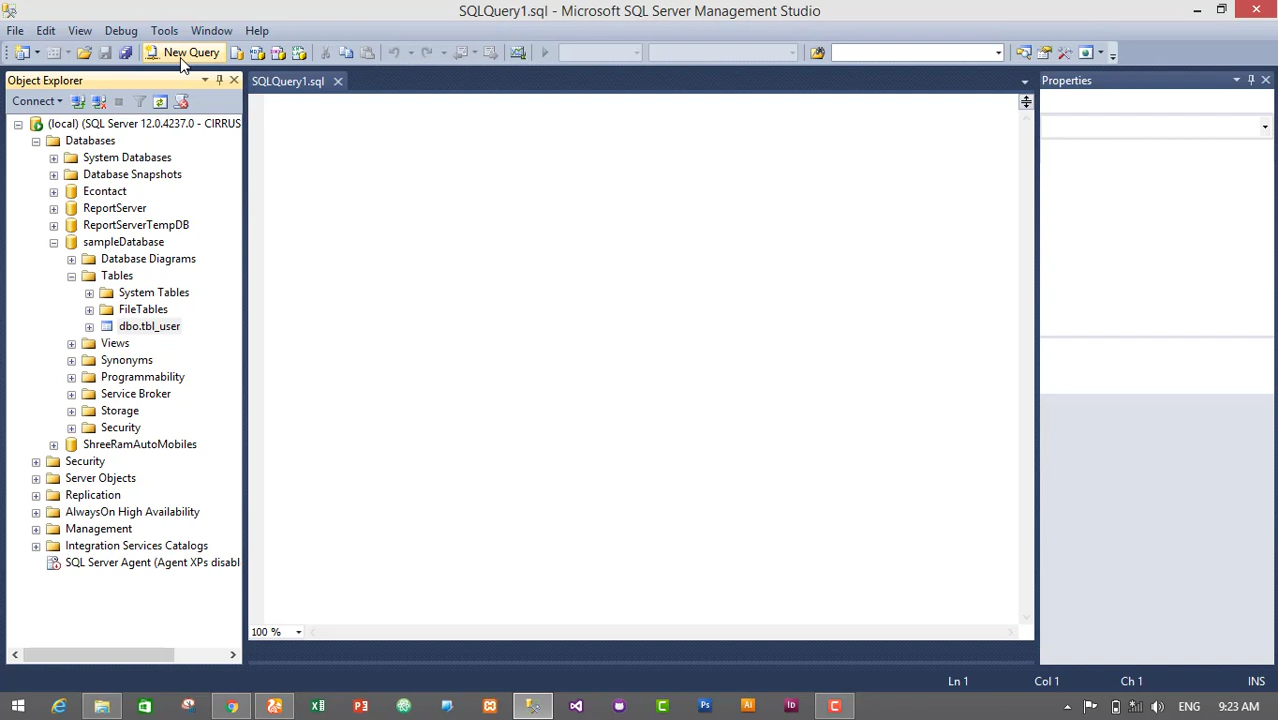 SQLQuery1.sql - Microsoft SQL Server Management Studio
File Edit View Debug Tools Window Help
New Query
Object Explorer
SQLQuery1.sql
Properties
Connect
(local) (SQL Server 12.0.4237.0 - CIRRUS
Databases
System Databases
Database Snapshots
Econtact
ReportServer
ReportServerTempDB
sampleDatabase
Database Diagrams
Tables
System Tables
FileTables
dbo.tbl_user
Views
Synonyms
Programmability
Service Broker
Storage
Security
ShreeRamAutoMobiles
Security
Server Objects
Replication
AlwaysOn High Availability
Management
Integration Services Catalogs
SQL Server Agent (Agent XPs disabl
100 %
Ln 1 Col 1 Ch 1 INS
ENG 9:23 AM